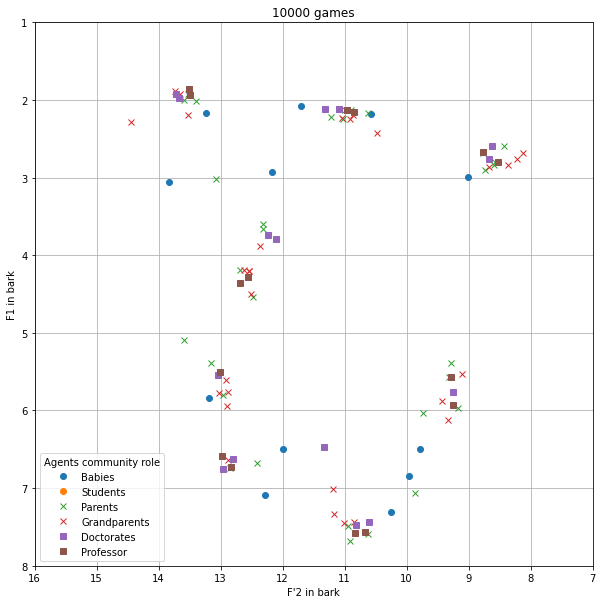 10000 games
F1 in bark
1
2
3
4
5
6
7
8
Agents community role
Babies
Students
Parents
Grandparents
Doctorates
Professor
16 15 14 13 12 11 10 9 8 7
F'2 in bark